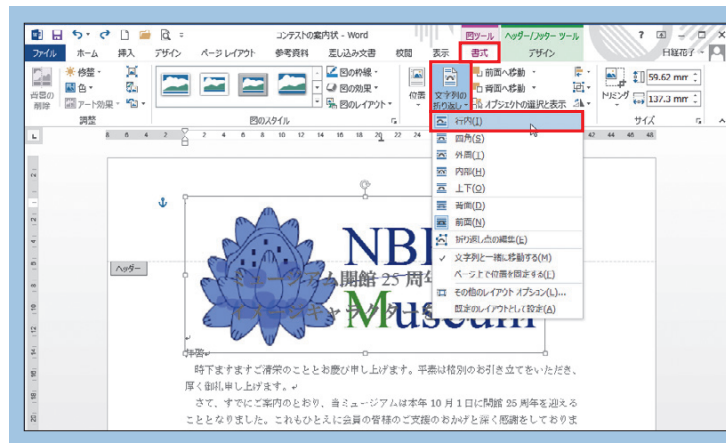 コンテストの案内状 - Word
図ツール
ヘッダー/フッター ツール
ファイル ホーム 挿入 デザイン ページ レイアウト 参考資料 差し込み文書 校閲 表示 書式 デザイン
日経花子
背景の
削除
修整
色
アート効果
調整
図の枠線
図の効果
図のレイアウト
図のスタイル
位置
文字列の
折り返し
前面へ移動
背面へ移動
オブジェクトの選択と表示
トリミング
59.62 mm
137.3 mm
サイズ
行内(I)
四角(S)
外周(T)
内部(H)
上下(O)
背面(D)
前面(N)
折り返し点の編集(E)
文字列と一緒に移動する(M)
ページ上で位置を固定する(F)
その他のレイアウト オプション(L)...
既定のレイアウトとして設定(A)
ヘッダー
ミュージアム開館 25 周年
イメージキャラクター
Museum
時下ますますご清栄のこととお慶び申し上げます。平素は格別のお引き立てをいただき、
厚く御礼申し上げます。
さて、すでにご案内のとおり、当ミュージアムは本年 10 月 1 日に開館 25 周年を迎える
こととなりました。これもひとえに会員の皆様のご支援のおかげと深く感謝をしておりま